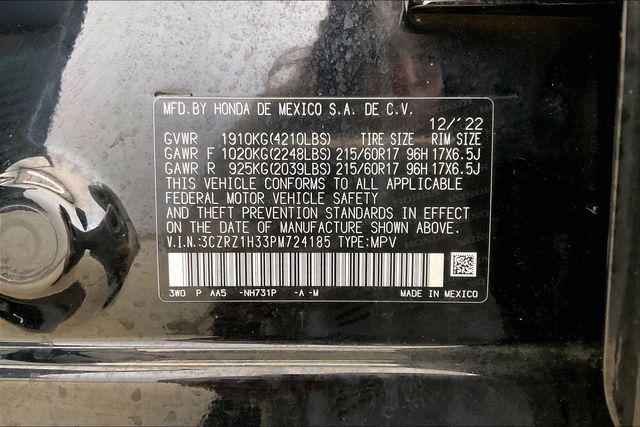 MFD.BY HONDA DE MEXICO S.A. DE C.V.
12/'22
GVWR 1910KG(4210LBS) TIRE SIZE RIM SIZE
GAWR F 1020KG(2248LBS) 215/60R17 96H 17X6.5J
GAWR R 925KG(2039LBS) 215/60R17 96H 17X6.5J
THIS VEHICLE CONFORMS TO ALL APPLICABLE
FEDERAL MOTOR VEHICLE SAFETY
AND THEFT PREVENTION STANDARDS IN EFFECT
ON THE DATE OF MANUFACTURE SHOWN ABOVE.
V.I.N.:3CZRZ1H33PM724185 TYPE:MPV
3W0 P AA5 -NH731P -A -M MADE IN MEXICO